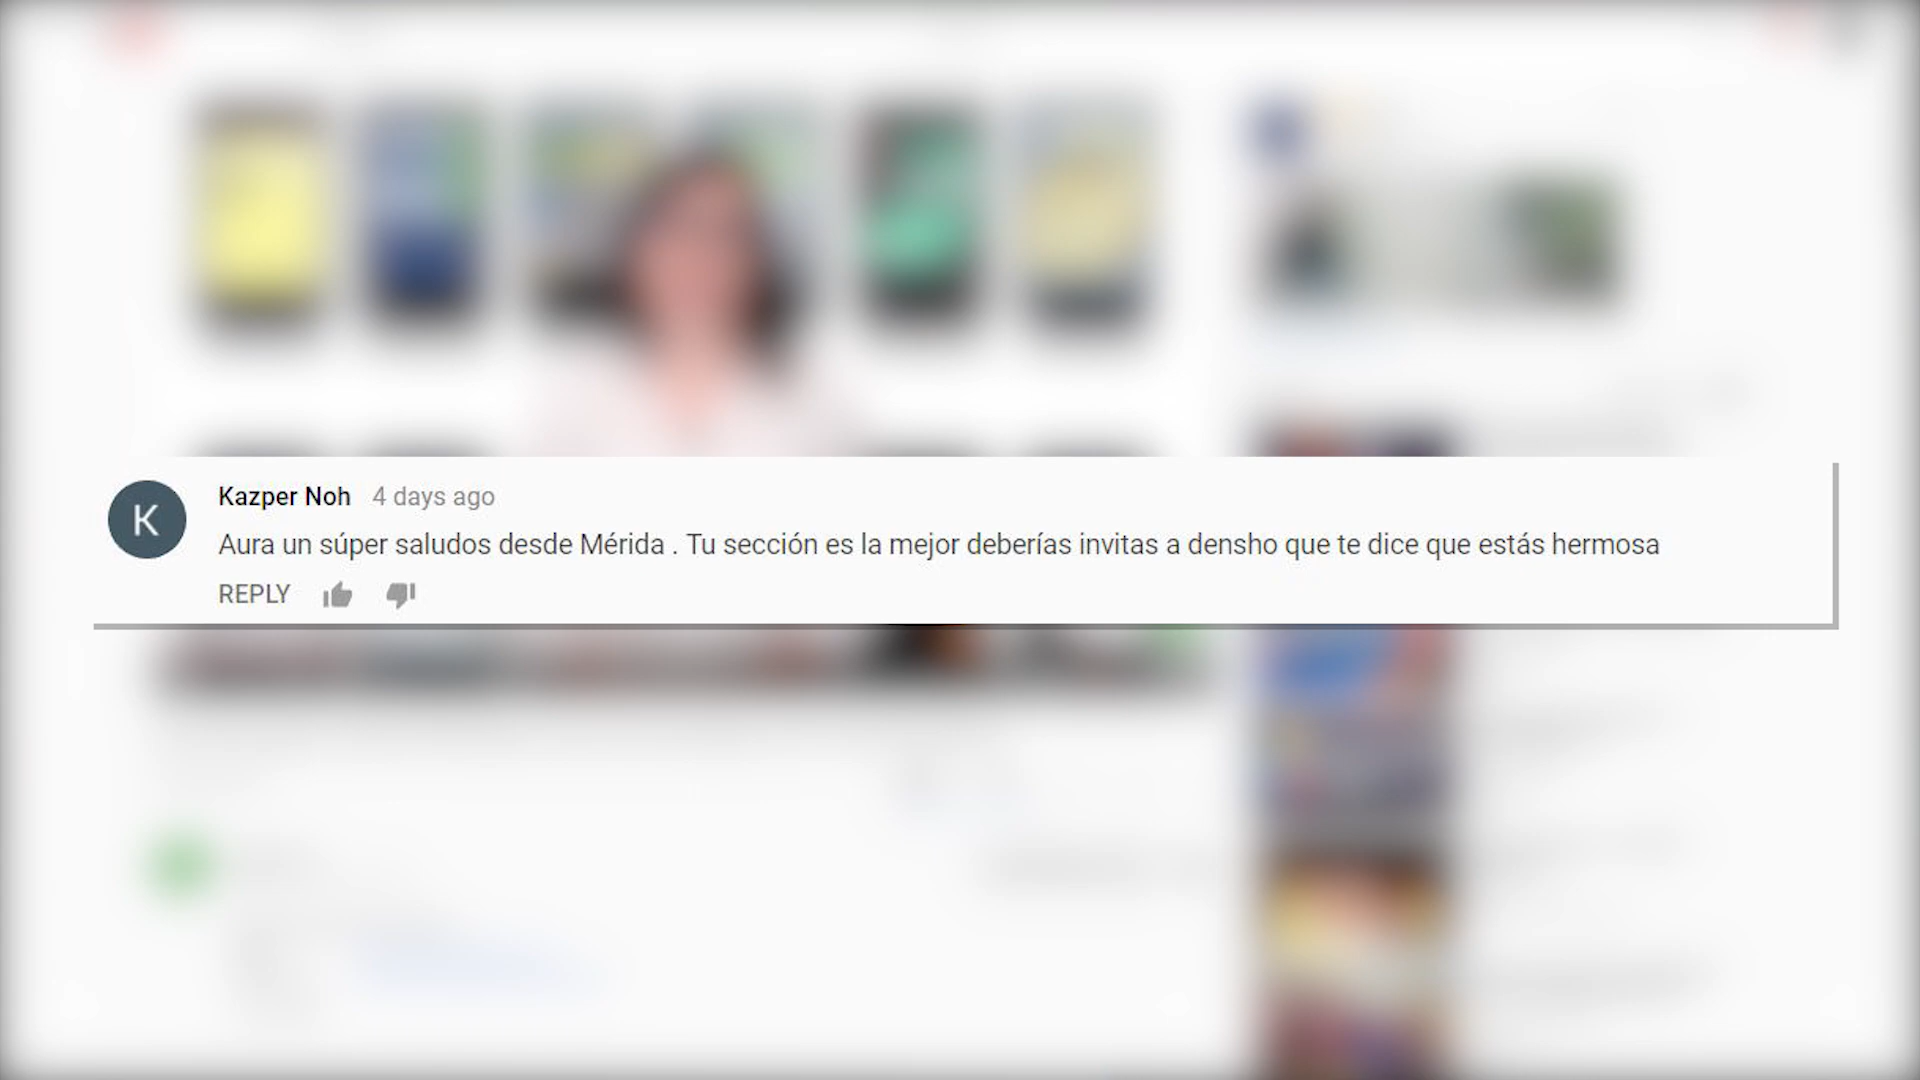 K
Kazper Noh 4 days ago
Aura un súper saludos desde Mérida . Tu sección es la mejor deberías invitas a densho que te dice que estás hermosa
REPLY